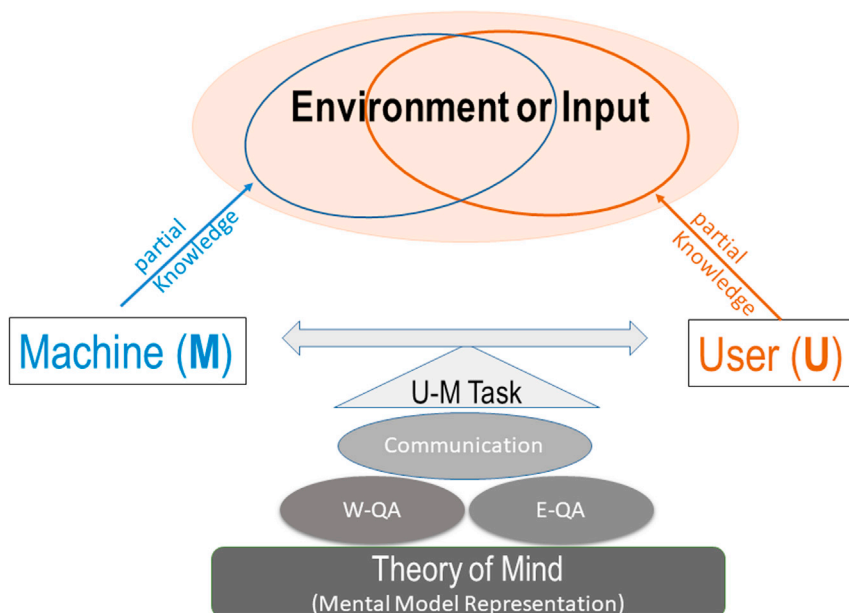 Environment or Input
partial
Knowledge
partial
Knowledge
Machine (M)
User (U)
U-M Task
Communication
W-QA
E-QA
Theory of Mind
(Mental Model Representation)